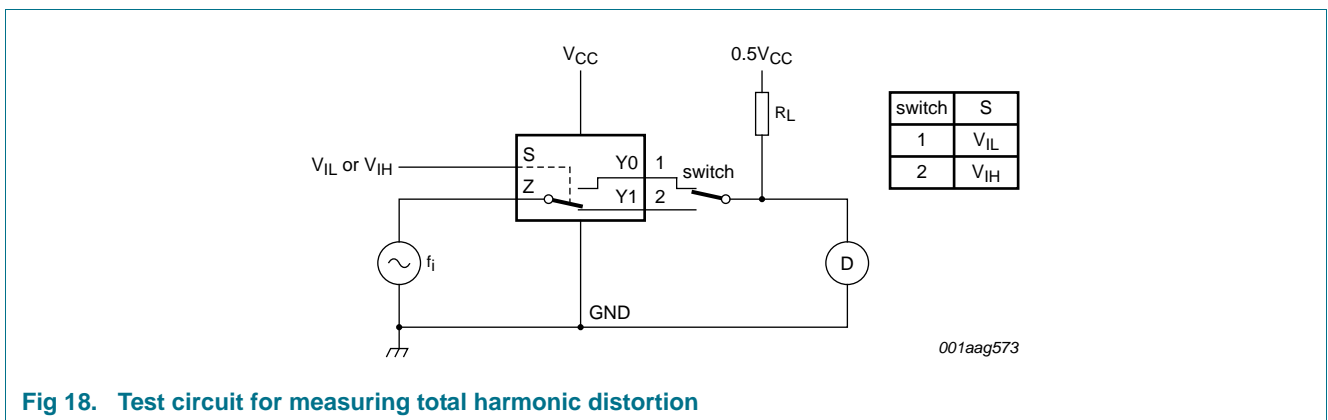 VCC
0.5VCC
RL
switch S
1 VIL
2 VIH
VIL or VIH
S
Z
Y0 1
Y1 2
switch
fi
D
GND
001aag573
Fig 18. Test circuit for measuring total harmonic distortion